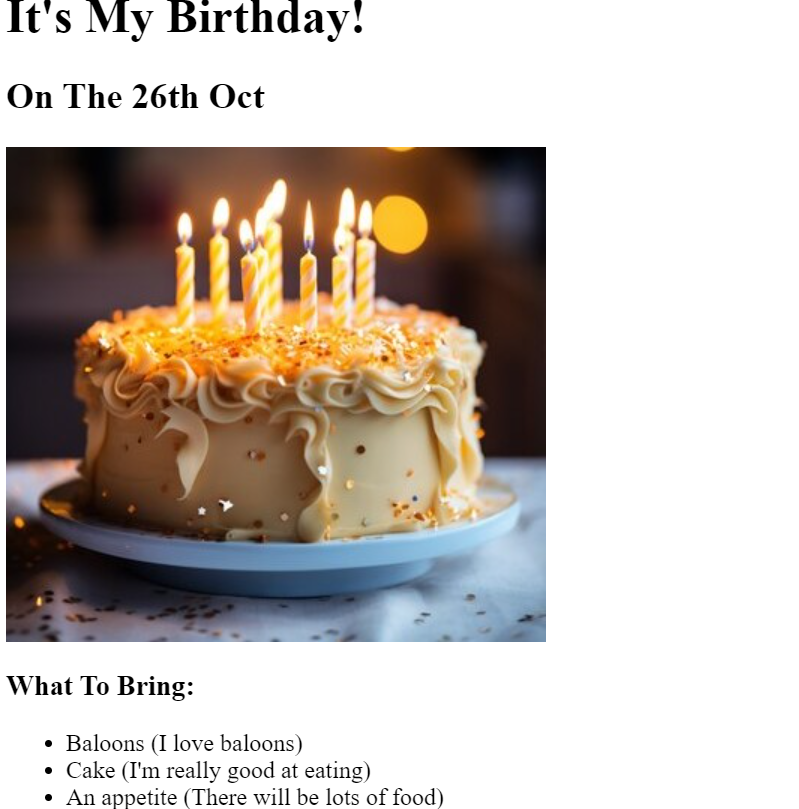 It's My Birthday!
On The 26th Oct
What To Bring:
Baloons (I love baloons)
Cake (I'm really good at eating)
An appetite (There will be lots of food)